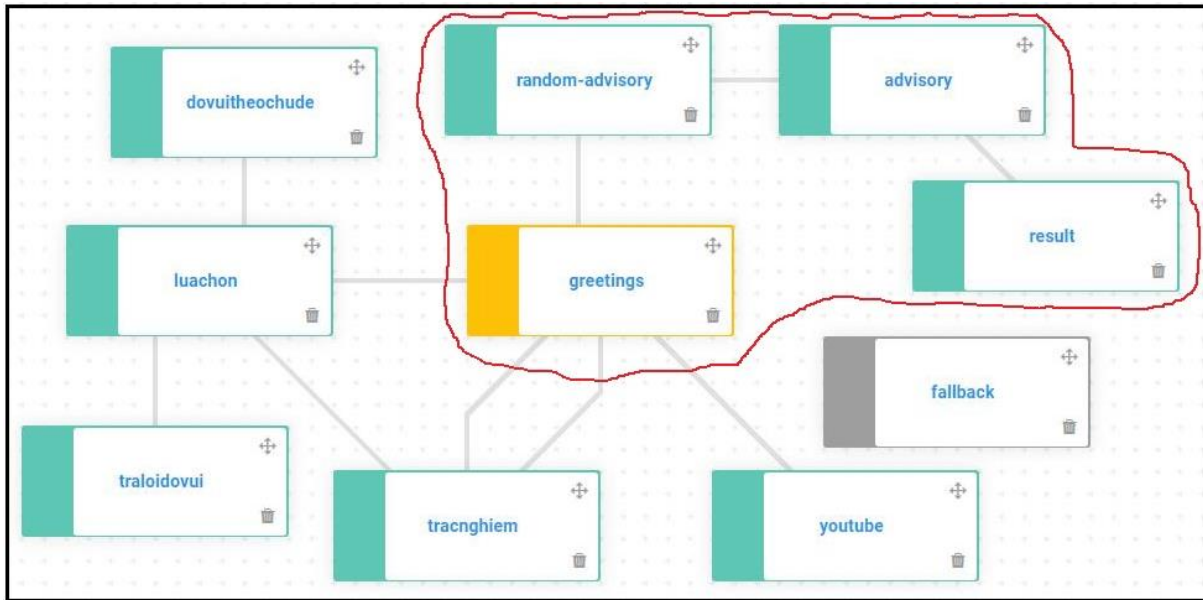 random-advisory
advisory
dovuitheochude
result
luachon
greetings
fallback
traloidovui
tracnghiem
youtube